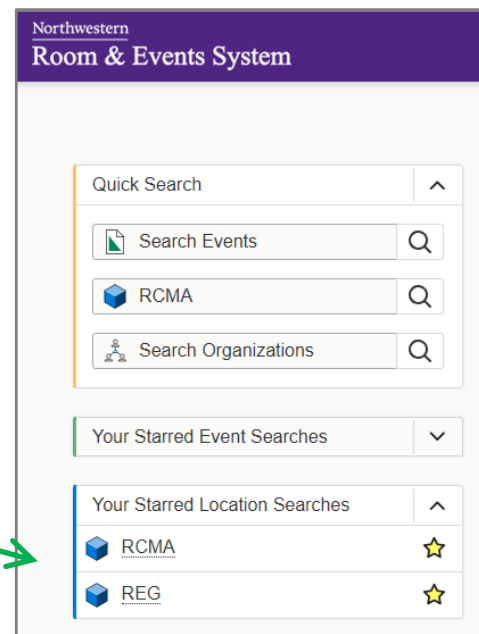 Northwestern
Room & Events System
Quick Search
Search Events
RCMA
Search Organizations
Your Starred Event Searches
Your Starred Location Searches
RCMA
REG